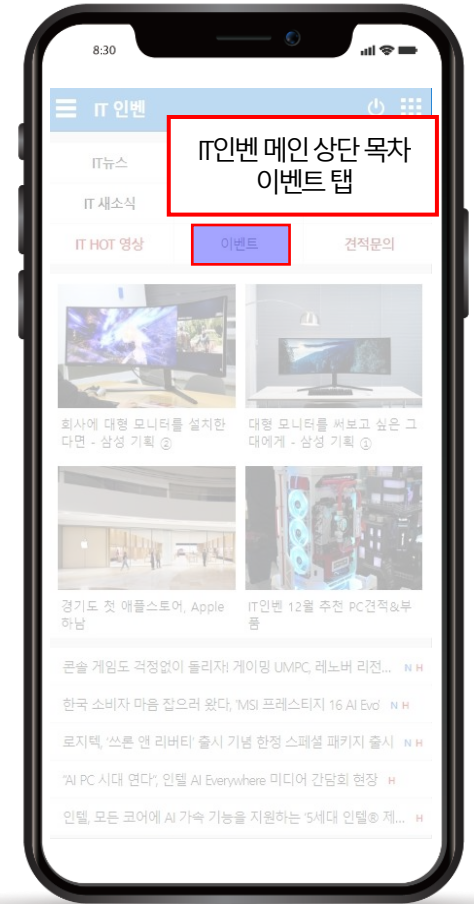 8:30
IT 인벤
IT인벤 메인 상단 목차
이벤트 탭
IT뉴스
IT 새소식
IT HOT 영상
이벤트
견적문의
회사에 대형 모니터를 설치한
다면 - 삼성 기획 ②
대형 모니터를 써보고 싶은 그
대에게 - 삼성 기획 ①
경기도 첫 애플스토어, Apple
하남
IT인벤 12월 추천 PC견적&부
품
콘솔 게임도 걱정없이 돌리자! 게이밍 UMPC, 레노버 리전... N H
한국 소비자 마음 잡으러 왔다, 'MSI 프레스티지 16 AI Evo' N H
로지텍, '쓰론 앤 리버티' 출시 기념 한정 스페셜 패키지 출시 N H
"AI PC 시대 연다", 인텔 AI Everywhere 미디어 간담회 현장 H
인텔, 모든 코어에 AI 가속 기능을 지원하는 '5세대 인텔® 제... H